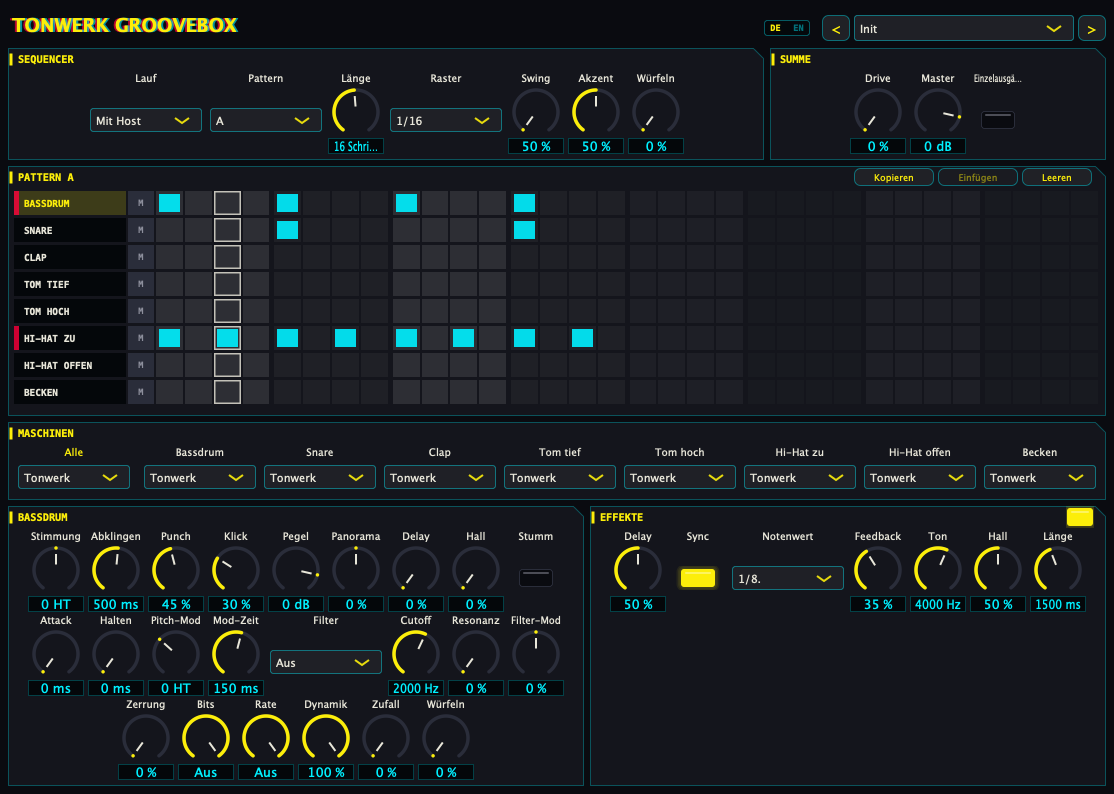 TONWERK GROOVEBOX
DE EN < Init >
SEQUENCER
Lauf Pattern Länge Raster Swing Akzent Würfeln
Mit Host A 1/16
16 Schri... 50 % 50 % 0 %
SUMME
Drive Master Einzelausgä...
0 % 0 dB
PATTERN A
Kopieren Einfügen Leeren
BASSDRUM M
SNARE M
CLAP M
TOM TIEF M
TOM HOCH M
HI-HAT ZU M
HI-HAT OFFEN M
BECKEN M
MASCHINEN
Alle Bassdrum Snare Clap Tom tief Tom hoch Hi-Hat zu Hi-Hat offen Becken
Tonwerk Tonwerk Tonwerk Tonwerk Tonwerk Tonwerk Tonwerk Tonwerk Tonwerk
BASSDRUM
Stimmung Abklingen Punch Klick Pegel Panorama Delay Hall Stumm
0 HT 500 ms 45 % 30 % 0 dB 0 % 0 % 0 %
Attack Halten Pitch-Mod Mod-Zeit Filter Cutoff Resonanz Filter-Mod
Aus
0 ms 0 ms 0 HT 150 ms 2000 Hz 0 % 0 %
Zerrung Bits Rate Dynamik Zufall Würfeln
0 % Aus Aus 100 % 0 % 0 %
EFFEKTE
Delay Sync Notenwert Feedback Ton Hall Länge
1/8.
50 % 35 % 4000 Hz 50 % 1500 ms